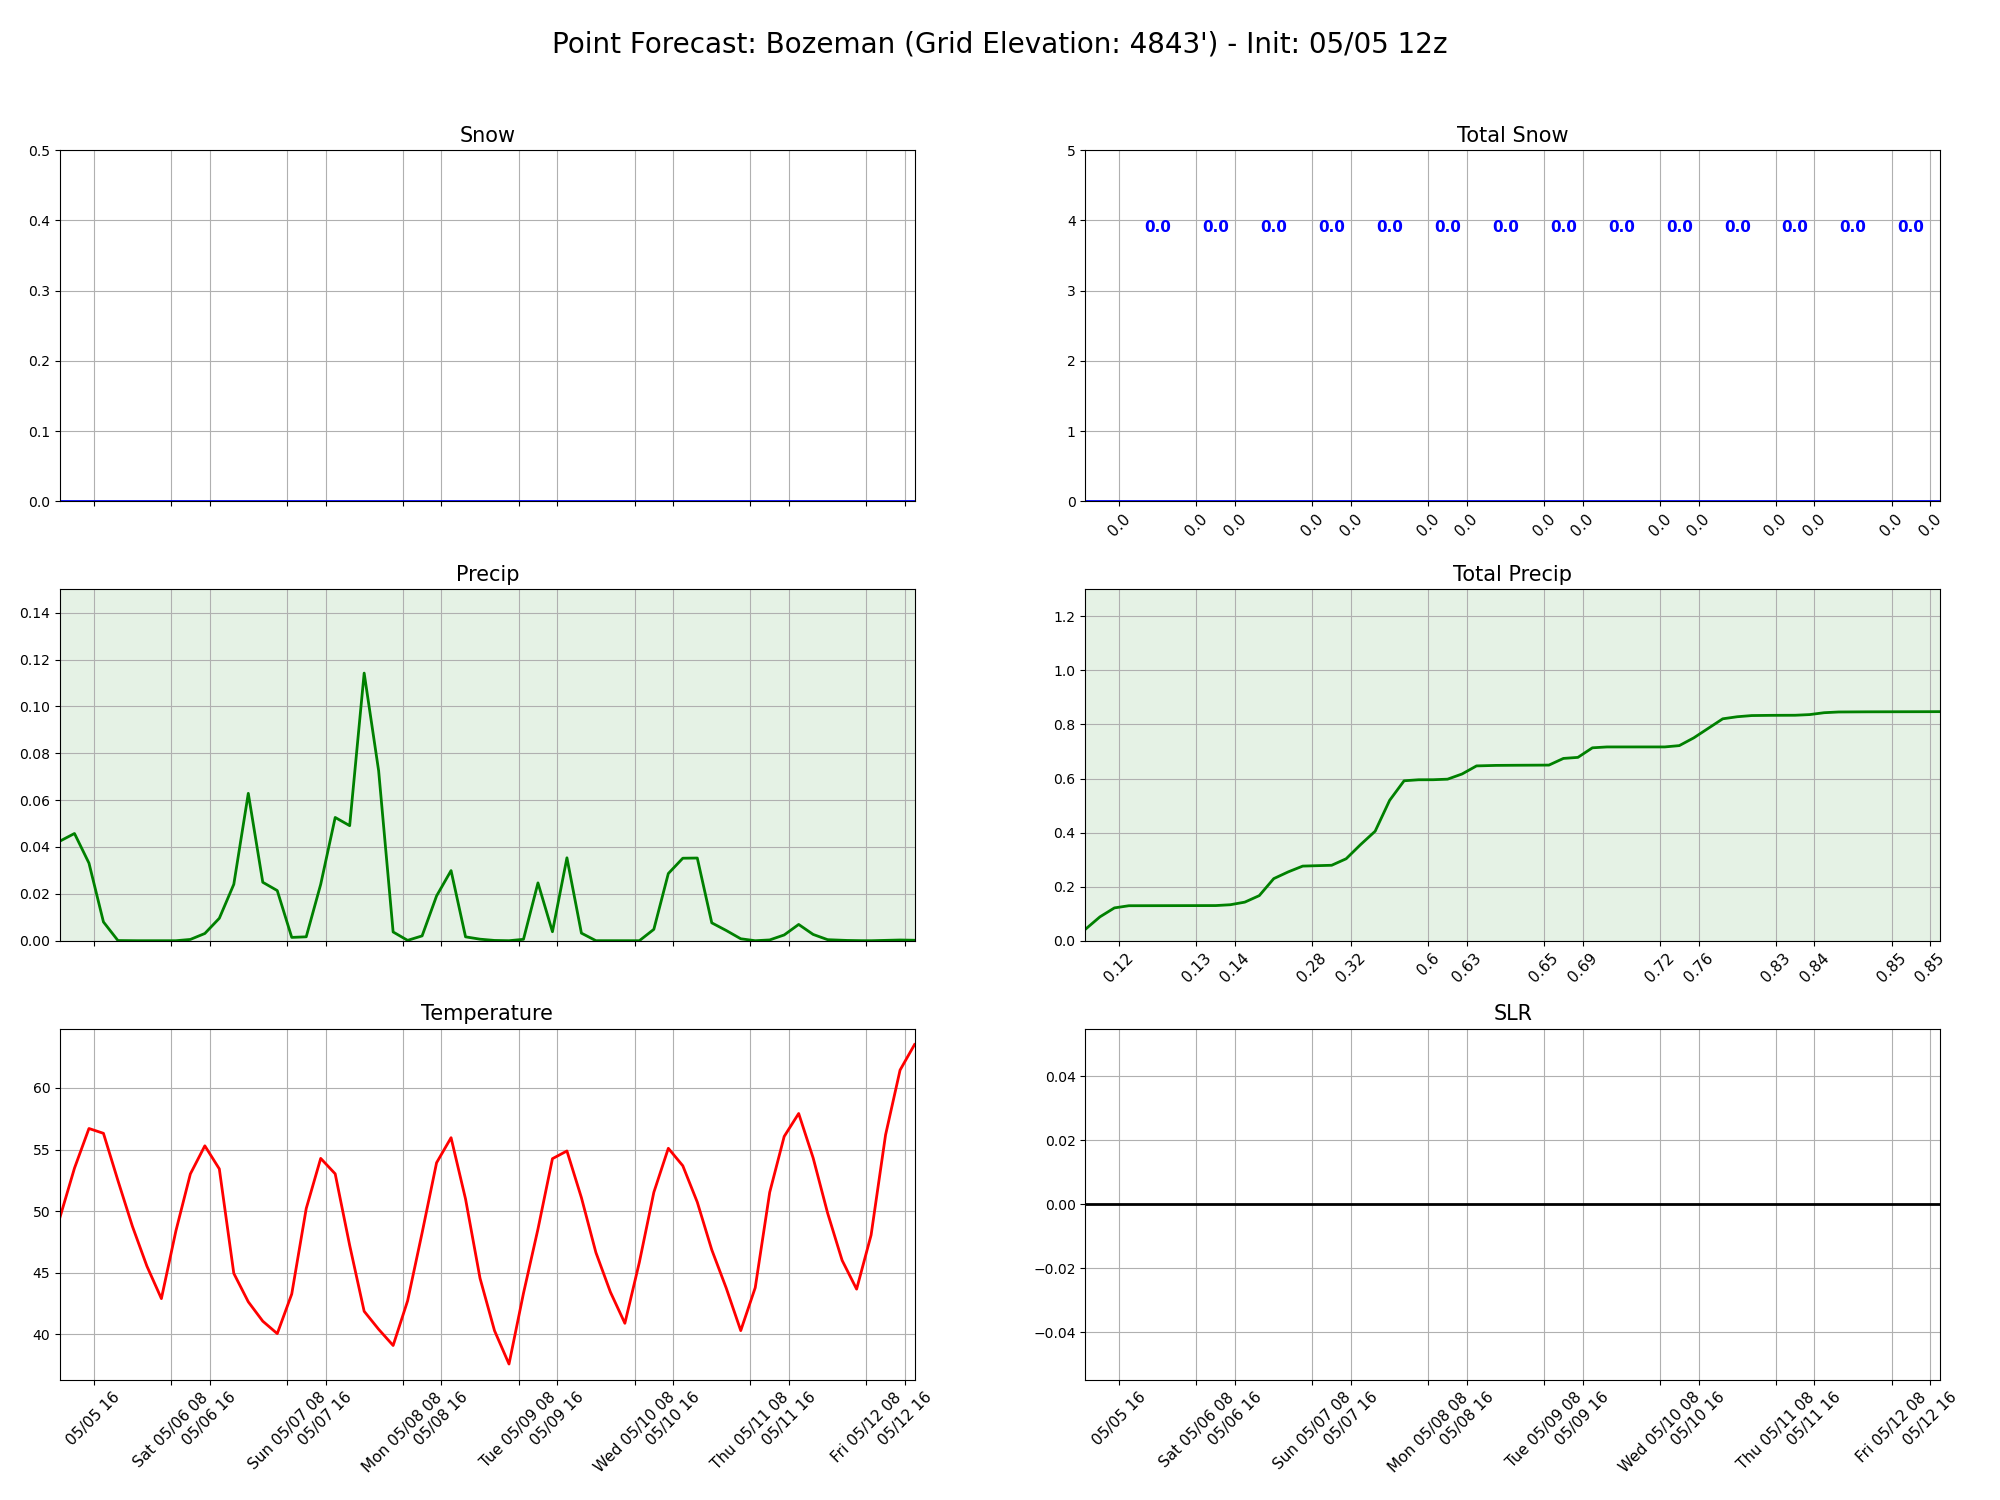 Point Forecast: Bozeman (Grid Elevation: 4843') - Init: 05/05 12z
Snow
0.5
0.4
0.3
0.2
0.1
0.0
Total Snow
5
4
3
2
1
0
0.0 0.0 0.0 0.0 0.0 0.0 0.0 0.0 0.0 0.0 0.0 0.0 0.0 0.0
0.0 0.0 0.0 0.0 0.0 0.0 0.0 0.0 0.0 0.0 0.0 0.0 0.0 0.0 0.0
Precip
0.14
0.12
0.10
0.08
0.06
0.04
0.02
0.00
Total Precip
1.2
1.0
0.8
0.6
0.4
0.2
0.0
0.12 0.13 0.14 0.28 0.32 0.6 0.63 0.65 0.69 0.72 0.76 0.83 0.84 0.85 0.85
Temperature
60
55
50
45
40
05/05 16
Sat 05/06 08
05/06 16
Sun 05/07 08
05/07 16
Mon 05/08 08
05/08 16
Tue 05/09 08
05/09 16
Wed 05/10 08
05/10 16
Thu 05/11 08
05/11 16
Fri 05/12 08
05/12 16
SLR
0.04
0.02
0.00
−0.02
−0.04
05/05 16
Sat 05/06 08
05/06 16
Sun 05/07 08
05/07 16
Mon 05/08 08
05/08 16
Tue 05/09 08
05/09 16
Wed 05/10 08
05/10 16
Thu 05/11 08
05/11 16
Fri 05/12 08
05/12 16